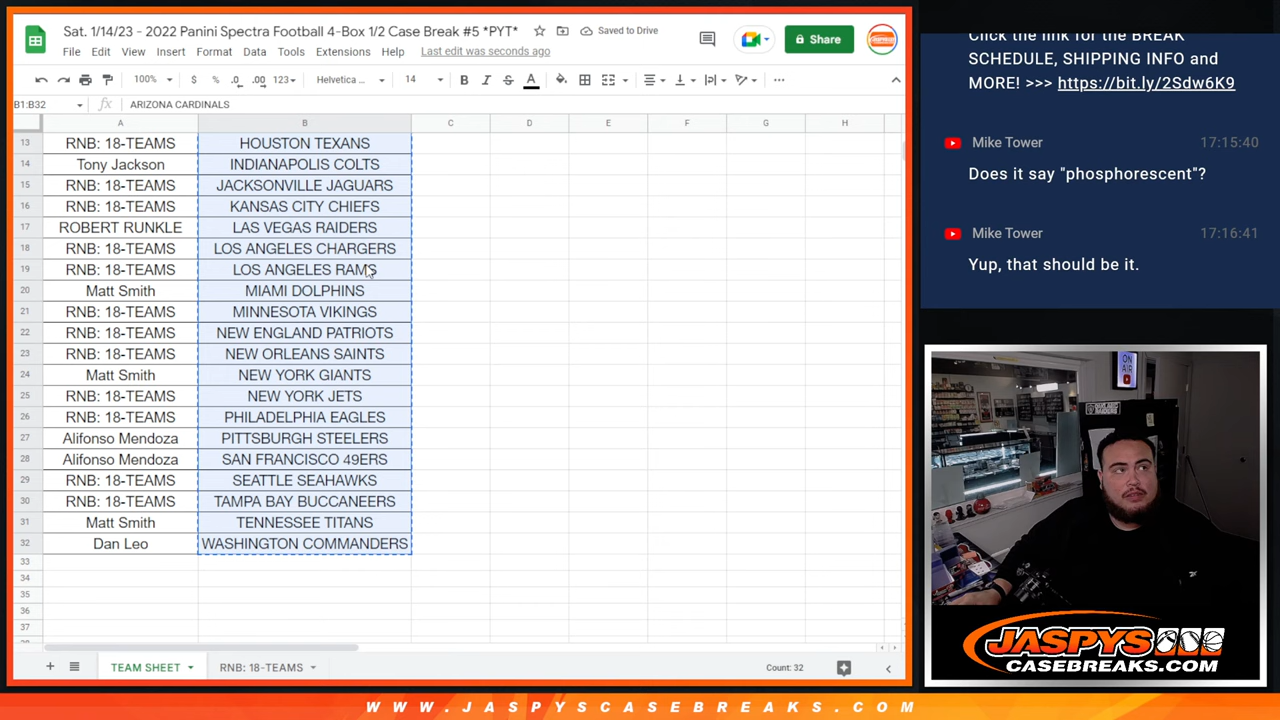 Sat. 1/14/23 - 2022 Panini Spectra Football 4-Box 1/2 Case Break #5 *PYT*
Saved to Drive
File Edit View Insert Format Data Tools Extensions Help Last edit was seconds ago
Share
100% $ % .0 .00 123 Helvetica ... 14 B I S A
B1:B32 fx ARIZONA CARDINALS
A B C D E F G H
13 RNB: 18-TEAMS HOUSTON TEXANS
14 Tony Jackson INDIANAPOLIS COLTS
15 RNB: 18-TEAMS JACKSONVILLE JAGUARS
16 RNB: 18-TEAMS KANSAS CITY CHIEFS
17 ROBERT RUNKLE LAS VEGAS RAIDERS
18 RNB: 18-TEAMS LOS ANGELES CHARGERS
19 RNB: 18-TEAMS LOS ANGELES RAMS
20 Matt Smith MIAMI DOLPHINS
21 RNB: 18-TEAMS MINNESOTA VIKINGS
22 RNB: 18-TEAMS NEW ENGLAND PATRIOTS
23 RNB: 18-TEAMS NEW ORLEANS SAINTS
24 Matt Smith NEW YORK GIANTS
25 RNB: 18-TEAMS NEW YORK JETS
26 RNB: 18-TEAMS PHILADELPHIA EAGLES
27 Alifonso Mendoza PITTSBURGH STEELERS
28 Alifonso Mendoza SAN FRANCISCO 49ERS
29 RNB: 18-TEAMS SEATTLE SEAHAWKS
30 RNB: 18-TEAMS TAMPA BAY BUCCANEERS
31 Matt Smith TENNESSEE TITANS
32 Dan Leo WASHINGTON COMMANDERS
33
34
35
36
37
TEAM SHEET RNB: 18-TEAMS Count: 32
Click the link for the BREAK
SCHEDULE, SHIPPING INFO and
MORE! >>> https://bit.ly/2Sdw6K9
Mike Tower 17:15:40
Does it say "phosphorescent"?
Mike Tower 17:16:41
Yup, that should be it.
ON
AIR
JASPYS
CASEBREAKS.COM
WWW.JASPYSCASEBREAKS.COM